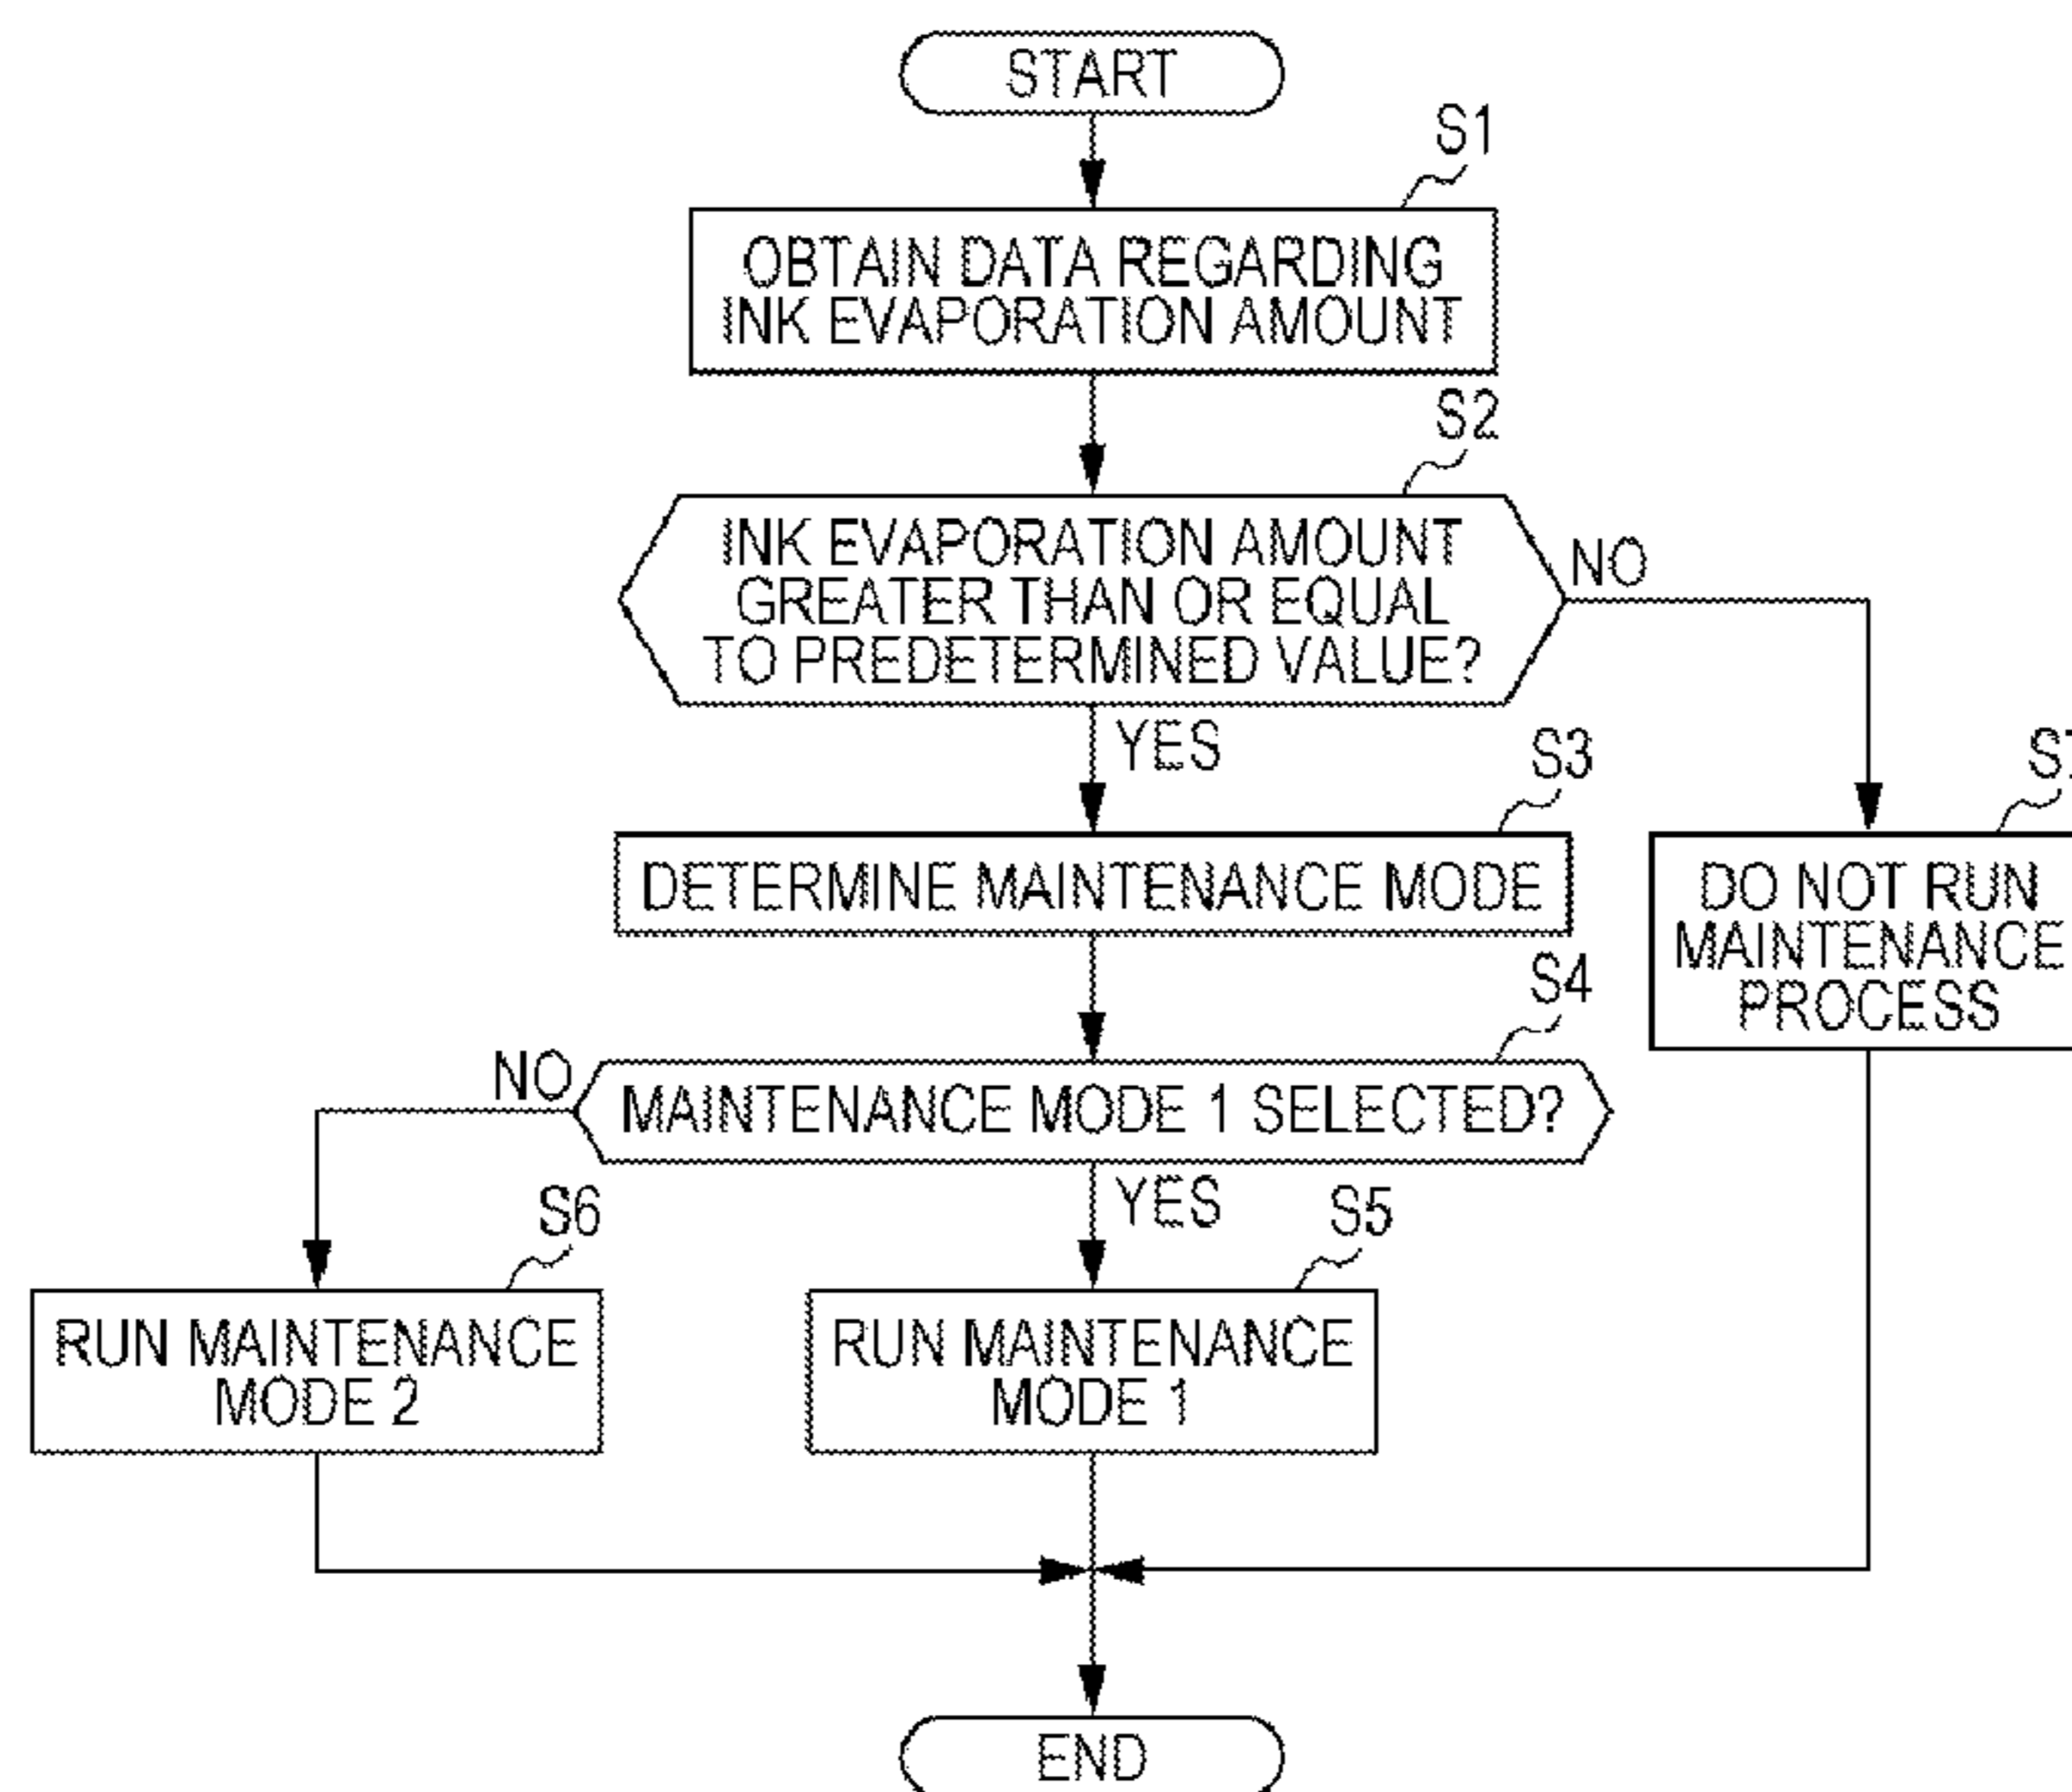 START
S1
OBTAIN DATA REGARDING
INK EVAPORATION AMOUNT
S2
INK EVAPORATION AMOUNT
GREATER THAN OR EQUAL
TO PREDETERMINED VALUE?
NO
YES
S3
DETERMINE MAINTENANCE MODE
DO NOT RUN
MAINTENANCE
PROCESS
S4
MAINTENANCE MODE 1 SELECTED?
NO
YES
S6
RUN MAINTENANCE
MODE 2
S5
RUN MAINTENANCE
MODE 1
END